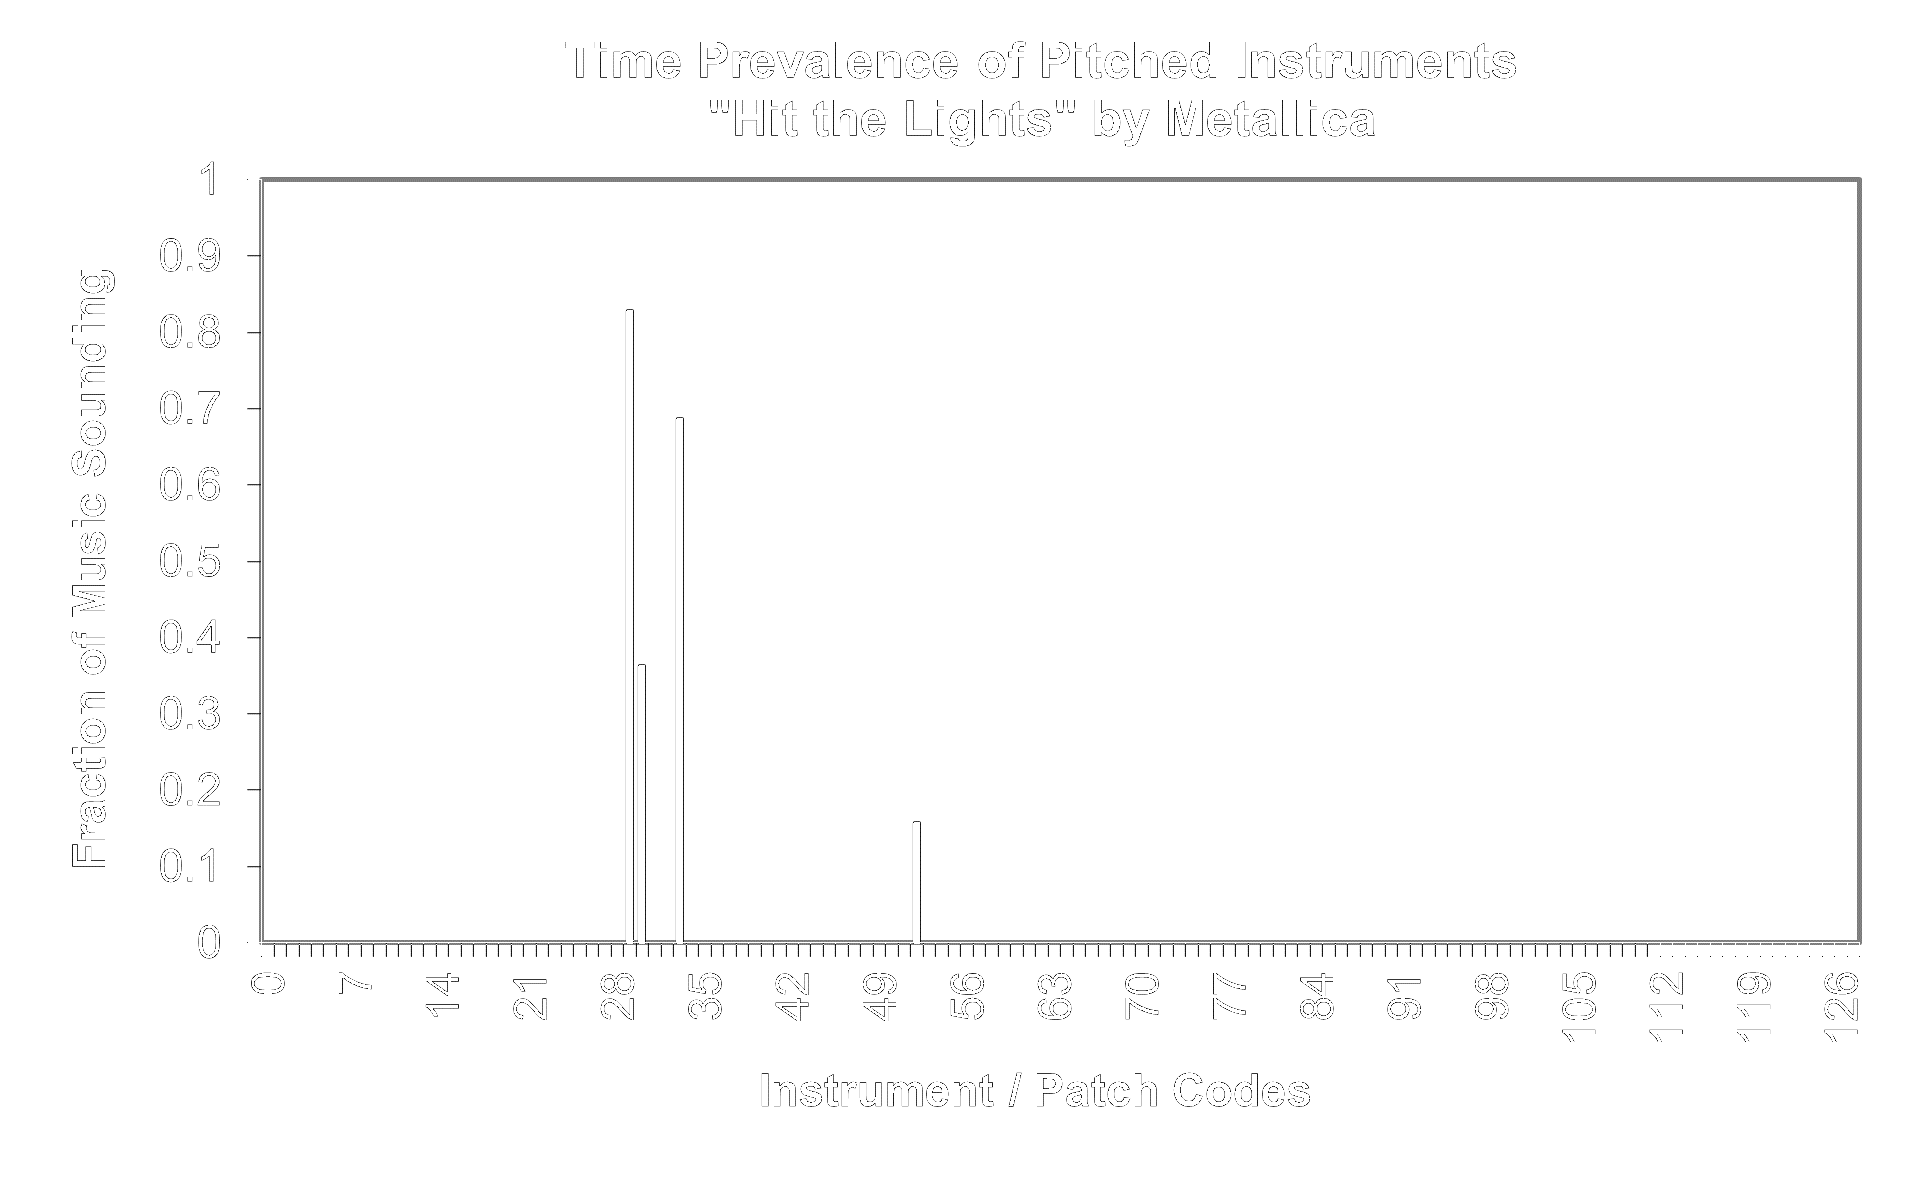 Time Prevalence of Pitched Instruments
"Hit the Lights" by Metallica
1
0.9
0.8
0.7
0.6
0.5
0.4
0.3
0.2
0.1
0
Fraction of Music Sounding
0 7 14 21 28 35 42 49 56 63 70 77 84 91 98 105 112 119 126
Instrument / Patch Codes